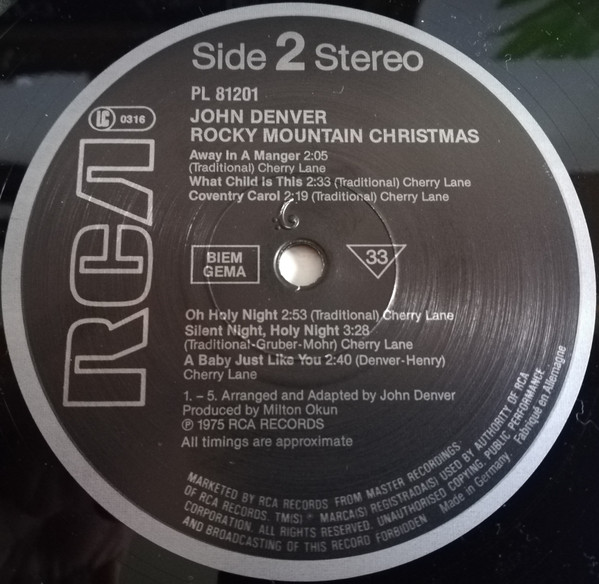 Side 2 Stereo
PL 81201
LC 0316
JOHN DENVER
ROCKY MOUNTAIN CHRISTMAS
Away In A Manger 2:05
(Traditional) Cherry Lane
What Child is This 2:33 (Traditional) Cherry Lane
Coventry Carol 2:19 (Traditional) Cherry Lane
RCA
BIEM
GEMA
33
Oh Holy Night 2:53 (Traditional) Cherry Lane
Silent Night, Holy Night 3:28
(Traditional-Gruber-Mohr) Cherry Lane
A Baby Just Like You 2:40 (Denver-Henry)
Cherry Lane
1. – 5. Arranged and Adapted by John Denver
Produced by Milton Okun
℗ 1975 RCA RECORDS
All timings are approximate
MARKETED BY RCA RECORDS FROM MASTER RECORDINGS
OF RCA RECORDS. TM(S) ® MARCA(S) REGISTRADA(S) USED BY AUTHORITY OF RCA
CORPORATION. ALL RIGHTS RESERVED. UNAUTHORISED COPYING, PUBLIC PERFORMANCE
AND BROADCASTING OF THIS RECORD FORBIDDEN Made in Germany Fabriqué en Allemagne